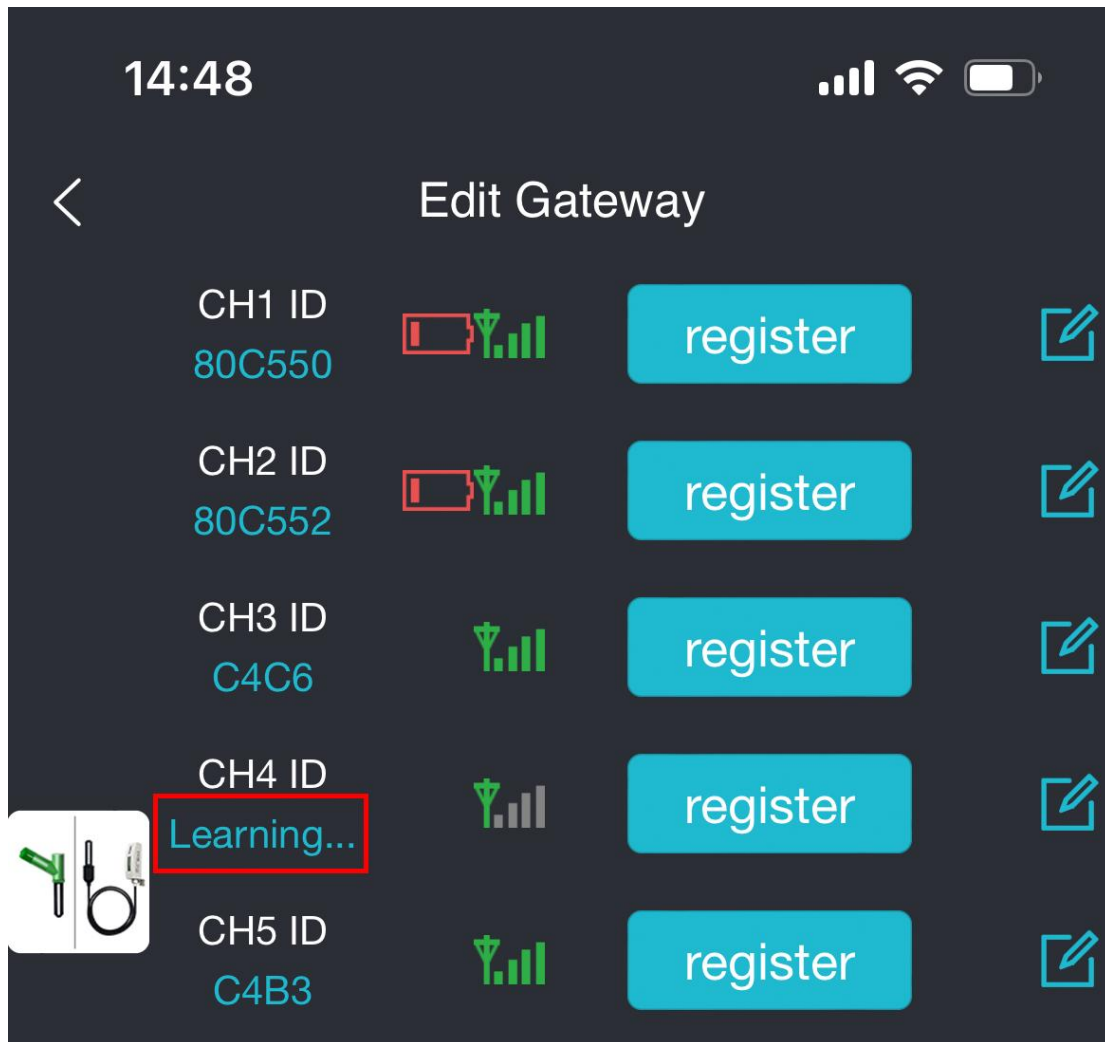 14:48
Edit Gateway
CH1 ID
80C550
register
CH2 ID
80C552
register
CH3 ID
C4C6
register
CH4 ID
Learning...
register
CH5 ID
C4B3
register